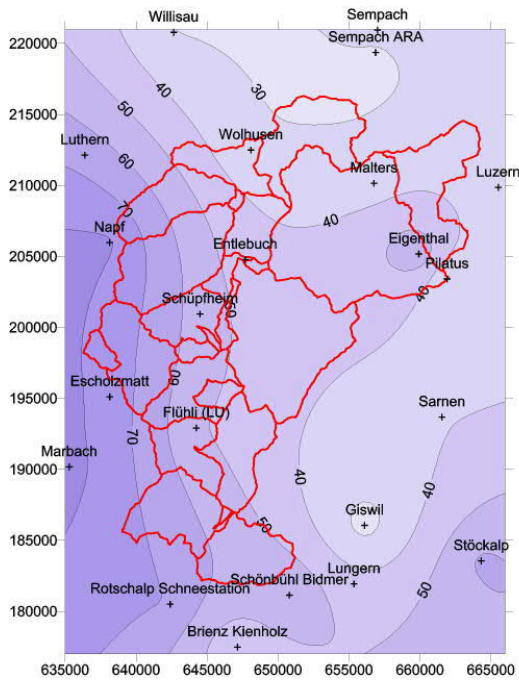 220000
Willisau
Sempach
Sempach ARA
50
40
30
215000
Luthern
Wolhusen
60
Malters
Luzern
210000
70
Napf
Entlebuch
40
Eigenthal
205000
Pilatus
Schüpfheim
50
40
200000
Escholzmatt
60
195000
Flühli (LU)
Sarnen
70
Marbach
190000
40
40
Giswil
50
185000
Stöckalp
Lungern
Rotschalp Schneestation
Schönbühl Bidmer
50
180000
Brienz Kienholz
635000 640000 645000 650000 655000 660000 665000